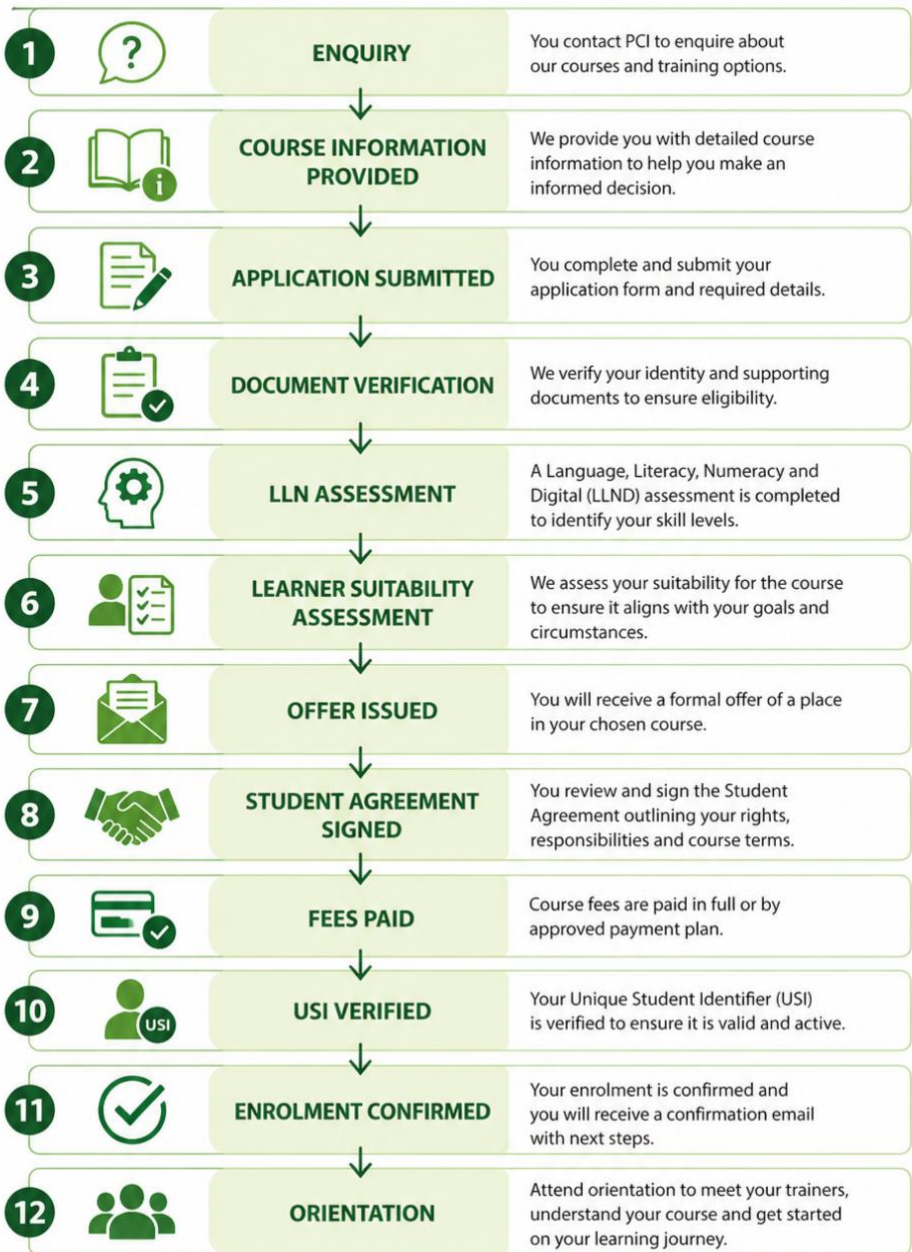 1
?
ENQUIRY
You contact PCI to enquire about
our courses and training options.
2
i
COURSE INFORMATION
PROVIDED
We provide you with detailed course
information to help you make an
informed decision.
3
APPLICATION SUBMITTED
You complete and submit your
application form and required details.
4
DOCUMENT VERIFICATION
We verify your identity and supporting
documents to ensure eligibility.
5
LLN ASSESSMENT
A Language, Literacy, Numeracy and
Digital (LLND) assessment is completed
to identify your skill levels.
6
LEARNER SUITABILITY
ASSESSMENT
We assess your suitability for the course
to ensure it aligns with your goals and
circumstances.
7
OFFER ISSUED
You will receive a formal offer of a place
in your chosen course.
8
STUDENT AGREEMENT
SIGNED
You review and sign the Student
Agreement outlining your rights,
responsibilities and course terms.
9
FEES PAID
Course fees are paid in full or by
approved payment plan.
10
USI
USI VERIFIED
Your Unique Student Identifier (USI)
is verified to ensure it is valid and active.
11
ENROLMENT CONFIRMED
Your enrolment is confirmed and
you will receive a confirmation email
with next steps.
12
ORIENTATION
Attend orientation to meet your trainers,
understand your course and get started
on your learning journey.